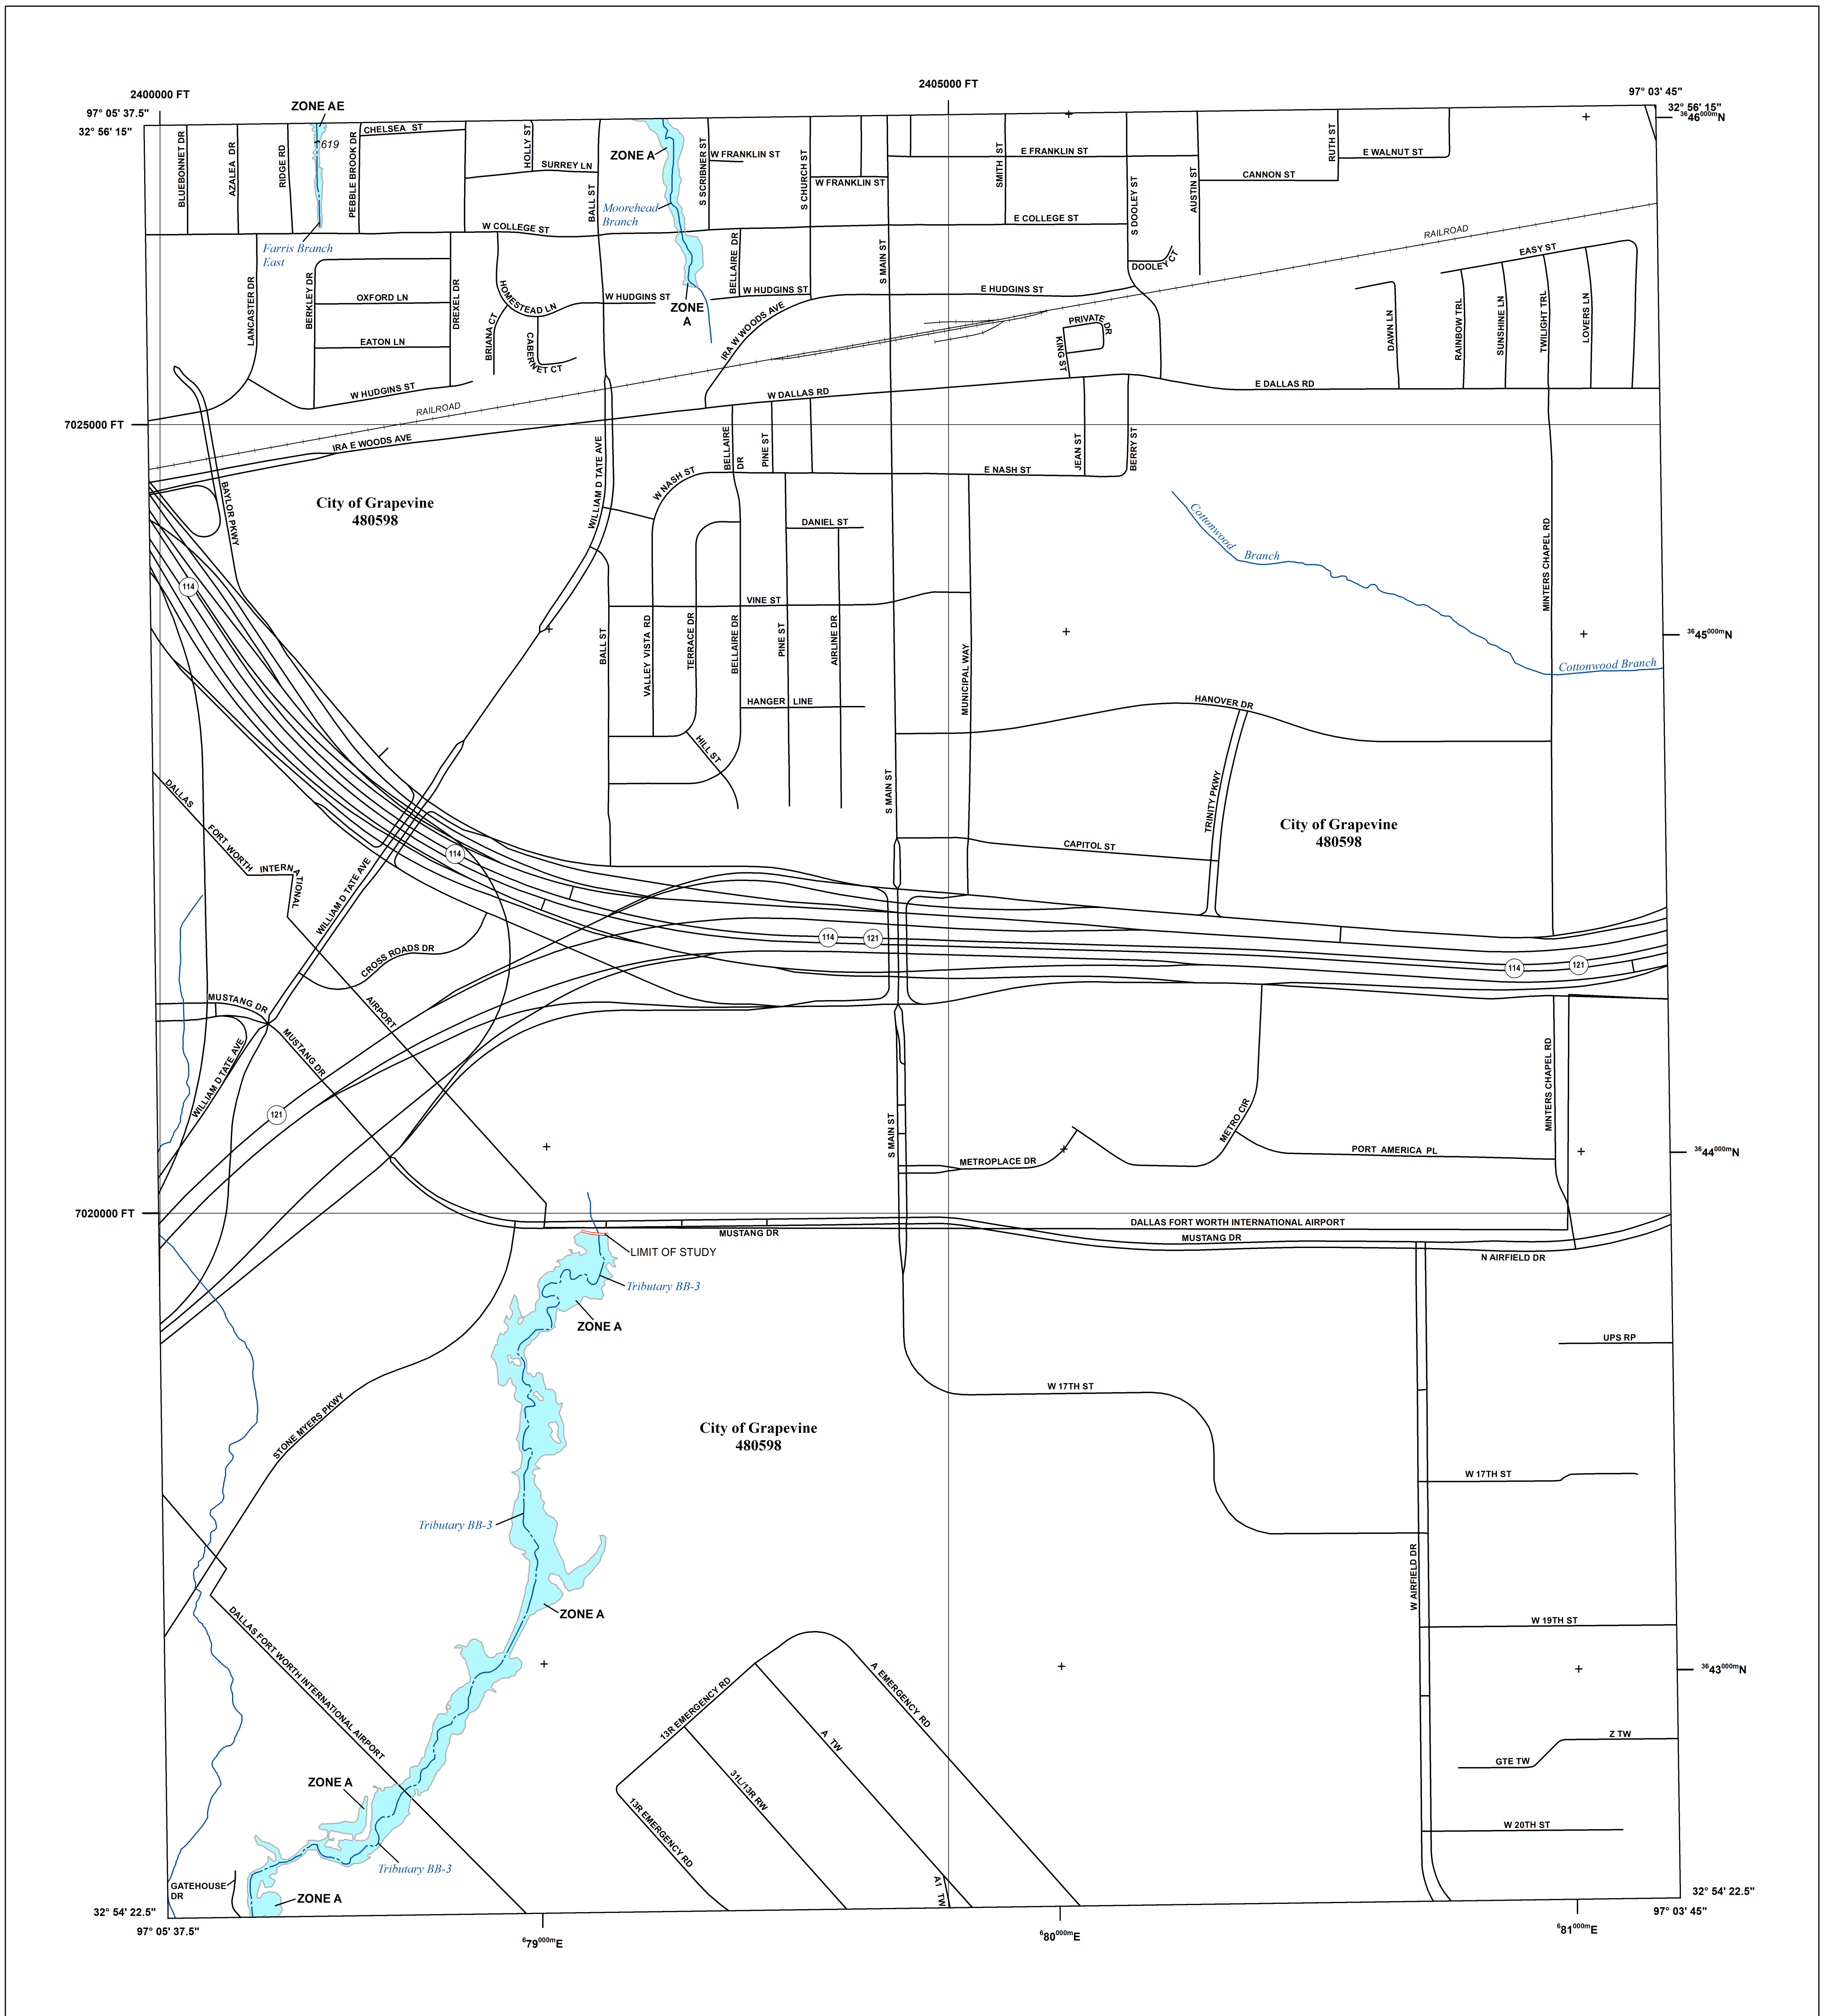 2400000 FT
2405000 FT
97° 05' 37.5"
32° 56' 15"
97° 03' 45"
32° 56' 15"
3646000mN
ZONE AE
619
CHELSEA ST
BLUEBONNET DR
AZALEA DR
RIDGE RD
PEBBLE BROOK DR
HOLLY ST
SURREY LN
BALL ST
ZONE A
S SCRIBNER ST
W FRANKLIN ST
S CHURCH ST
W FRANKLIN ST
SMITH ST
E FRANKLIN ST
RUTH ST
E WALNUT ST
CANNON ST
AUSTIN ST
S DOOLEY ST
Moorehead
Branch
W COLLEGE ST
E COLLEGE ST
RAILROAD
Farris Branch
East
BELLAIRE DR
S MAIN ST
DOOLEY CT
EASY ST
LANCASTER DR
BERKLEY DR
OXFORD LN
DREXEL DR
HOMESTEAD LN
W HUDGINS ST
ZONE
A
W HUDGINS ST
E HUDGINS ST
BRIANA CT
CABERNET CT
EATON LN
IRA W WOODS AVE
PRIVATE DR
KING ST
DAWN LN
RAINBOW TRL
SUNSHINE LN
TWILIGHT TRL
LOVERS LN
W HUDGINS ST
RAILROAD
W DALLAS RD
E DALLAS RD
7025000 FT
IRA E WOODS AVE
BAYLOR PKWY
WILLIAM D TATE AVE
BELLAIRE
DR
PINE ST
JEAN ST
BERRY ST
W NASH ST
E NASH ST
City of Grapevine
480598
DANIEL ST
Cottonwood
Branch
MINTERS CHAPEL RD
114
VINE ST
BALL ST
VALLEY VISTA RD
TERRACE DR
BELLAIRE DR
PINE ST
AIRLINE DR
MUNICIPAL WAY
3645000mN
Cottonwood Branch
HANGER LINE
HANOVER DR
HILL ST
S MAIN ST
TRINITY PKWY
City of Grapevine
480598
DALLAS
FORT WORTH
INTERNA
TIONAL
114
CAPITOL ST
WILLIAM D TATE AVE
CROSS ROADS DR
114
121
114
121
MUSTANG DR
AIRPORT
MUSTANG DR
WILLIAM D TATE AVE
121
S MAIN ST
METRO CIR
MINTERS CHAPEL RD
METROPLACE DR
PORT AMERICA PL
3644000mN
7020000 FT
MUSTANG DR
DALLAS FORT WORTH INTERNATIONAL AIRPORT
MUSTANG DR
N AIRFIELD DR
LIMIT OF STUDY
Tributary BB-3
ZONE A
UPS RP
W 17TH ST
STONE MYERS PKWY
City of Grapevine
480598
W 17TH ST
Tributary BB-3
W AIRFIELD DR
ZONE A
W 19TH ST
DALLAS FORT WORTH INTERNATIONAL AIRPORT
3643000mN
13R EMERGENCY RD
A EMERGENCY RD
A TW
Z TW
GTE TW
31L/13R RW
ZONE A
13R EMERGENCY RD
W 20TH ST
Tributary BB-3
GATEHOUSE
DR
ZONE A
A1 TW
32° 54' 22.5"
32° 54' 22.5"
97° 05' 37.5"
97° 03' 45"
679000mE
680000mE
681000mE